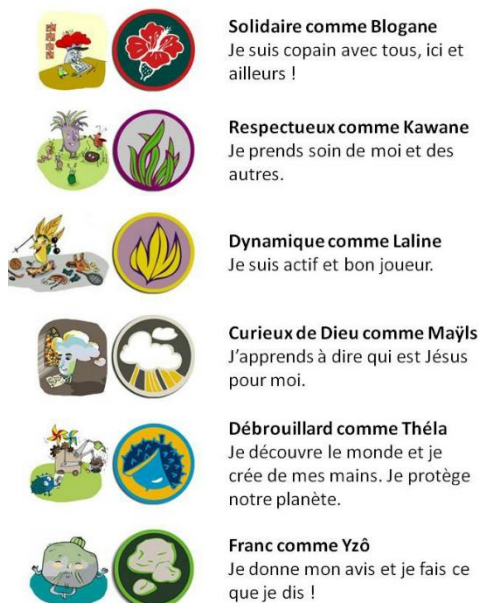 Solidaire comme Blogane
Je suis copain avec tous, ici et
ailleurs !
Respectueux comme Kawane
Je prends soin de moi et des
autres.
Dynamique comme Laline
Je suis actif et bon joueur.
Curieux de Dieu comme Maÿls
J’apprends à dire qui est Jésus
pour moi.
Débrouillard comme Théla
Je découvre le monde et je
crée de mes mains. Je protège
notre planète.
Franc comme Yzô
Je donne mon avis et je fais ce
que je dis !